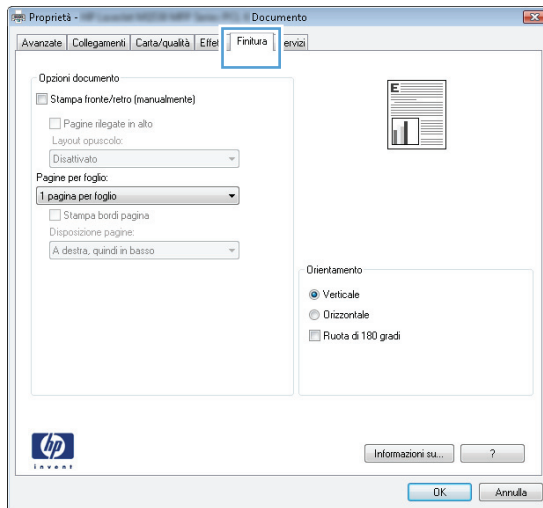 Proprietà - Documento
Avanzate Collegamenti Carta/qualità Effet Finitura ervizi
Opzioni documento
Stampa fronte/retro (manualmente)
Pagine rilegate in alto
Layout opuscolo:
Disattivato
Pagine per foglio:
1 pagina per foglio
Stampa bordi pagina
Disposizione pagine:
A destra, quindi in basso
E
Orientamento
Verticale
Orizzontale
Ruota di 180 gradi
hp
invent
Informazioni su... ?
OK Annulla